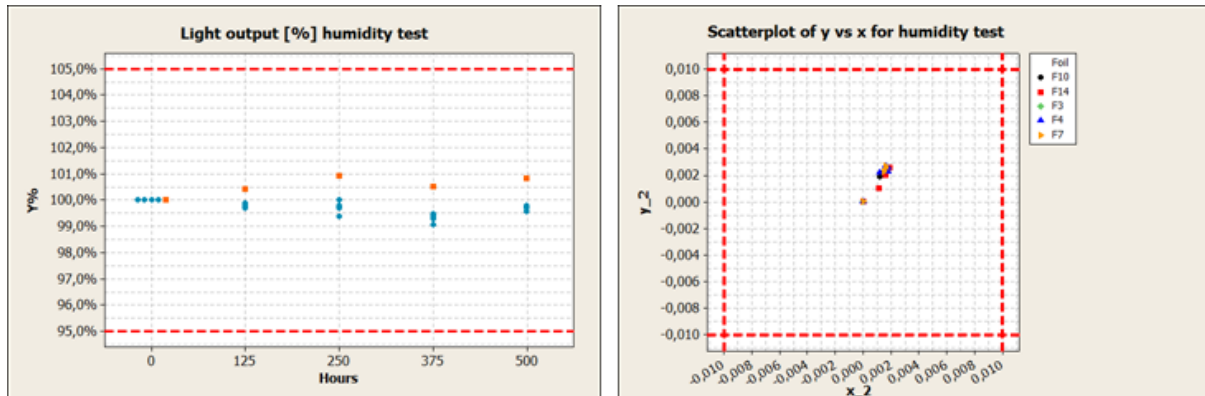 Light output [%] humidity test
105,0%
104,0%
103,0%
102,0%
101,0%
100,0%
99,0%
98,0%
97,0%
96,0%
95,0%
Y%
0 125 250 375 500
Hours
Scatterplot of y vs x for humidity test
0,010
0,008
0,006
0,004
0,002
0,000
-0,002
-0,004
-0,006
-0,008
-0,010
y_2
-0,010 -0,008 -0,006 -0,004 -0,002 0,000 0,002 0,004 0,006 0,008 0,010
x_2
Foil
F10
F14
F3
F4
F7